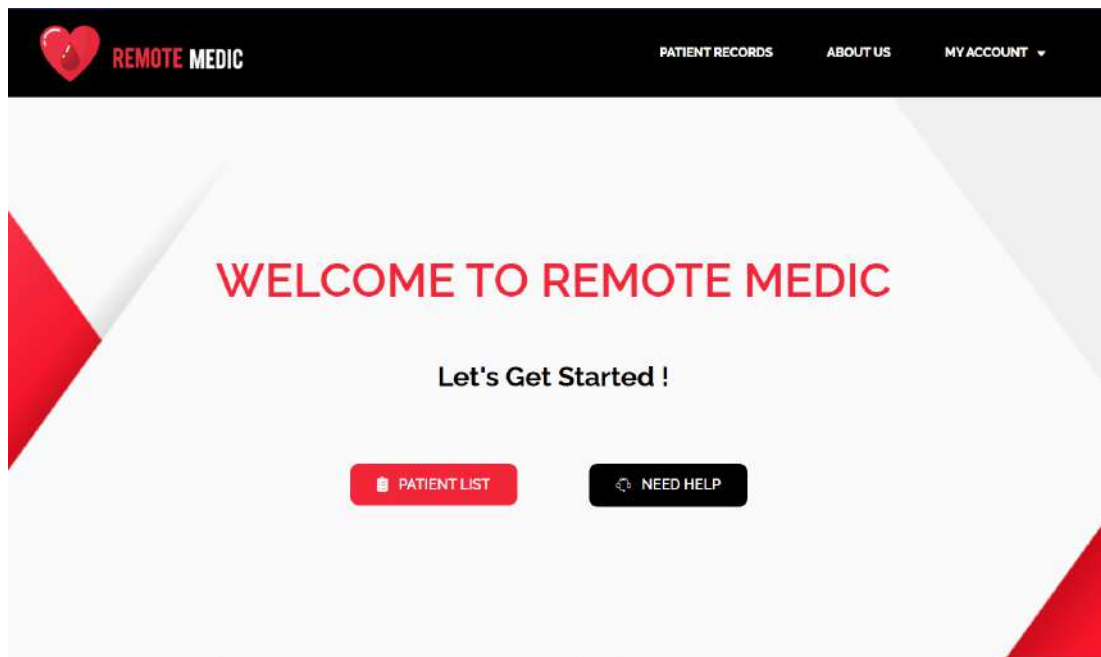 REMOTE MEDIC
PATIENT RECORDS
ABOUT US
MY ACCOUNT
WELCOME TO REMOTE MEDIC
Let's Get Started !
PATIENT LIST
NEED HELP